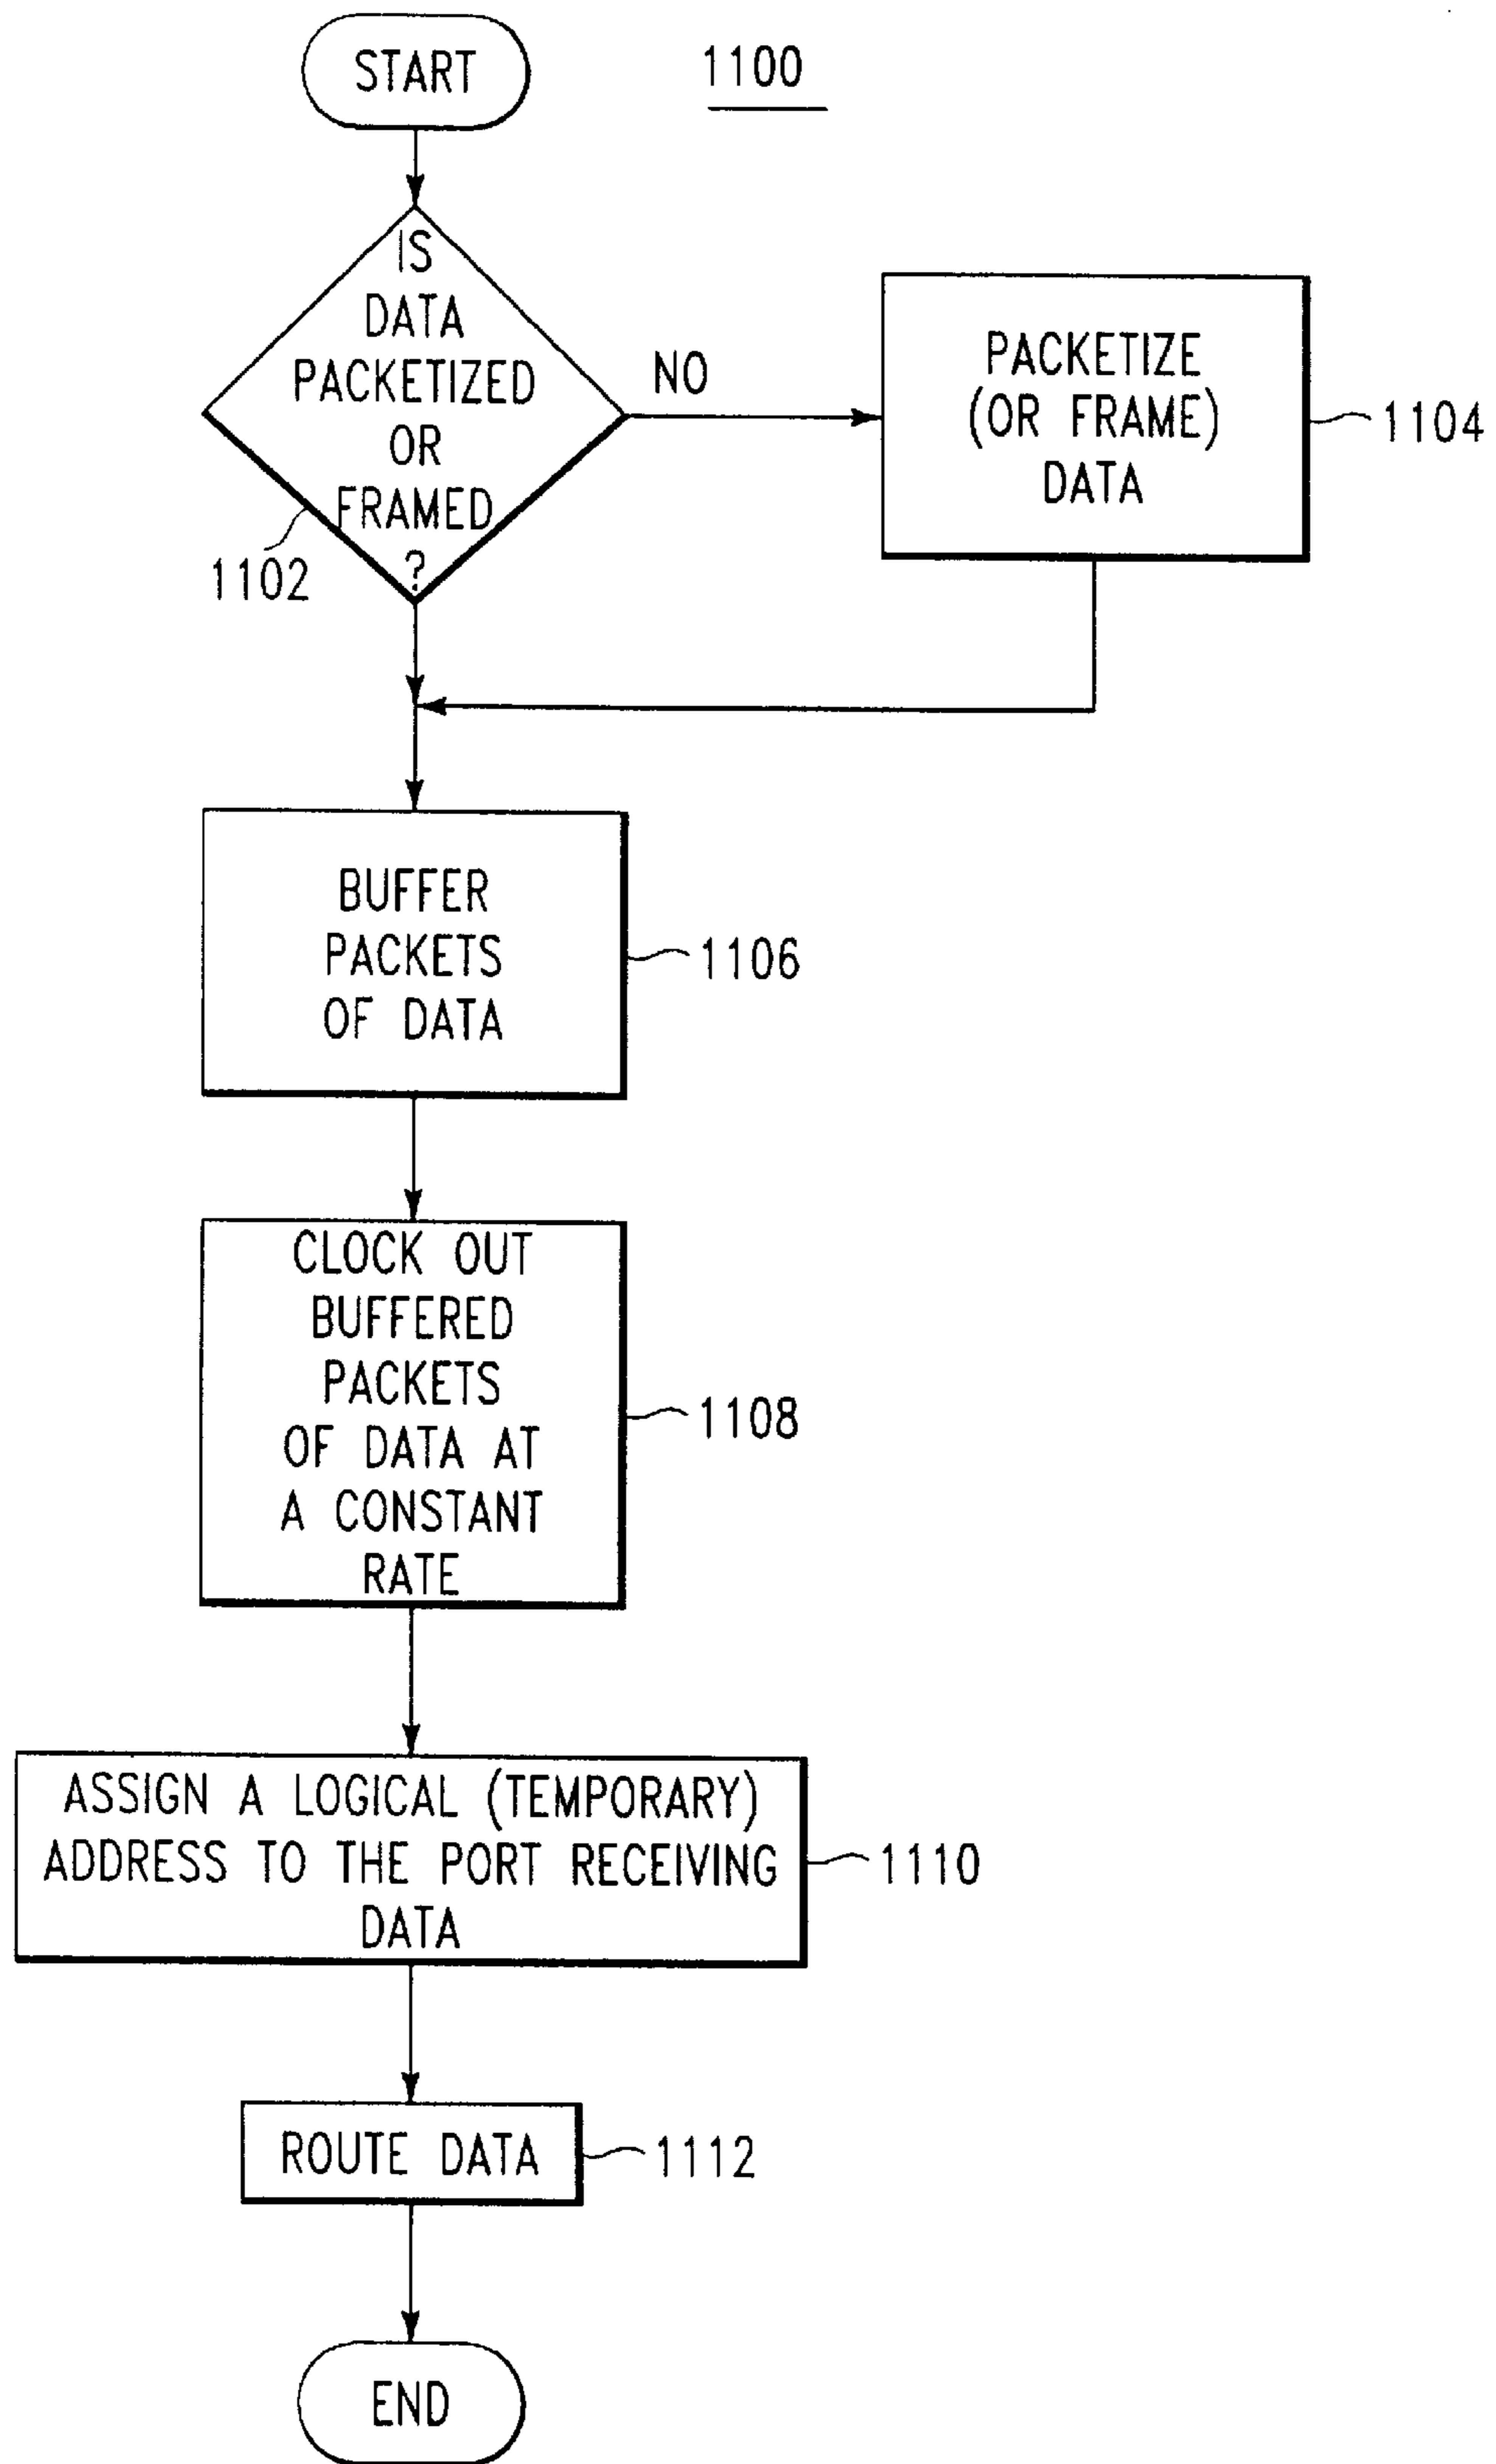 START
1100
IS
DATA
PACKETIZED
OR
FRAMED
?
1102
NO
PACKETIZE
(OR FRAME)
DATA
1104
BUFFER
PACKETS
OF DATA
1106
CLOCK OUT
BUFFERED
PACKETS
OF DATA AT
A CONSTANT
RATE
1108
ASSIGN A LOGICAL (TEMPORARY)
ADDRESS TO THE PORT RECEIVING
DATA
1110
ROUTE DATA
1112
END